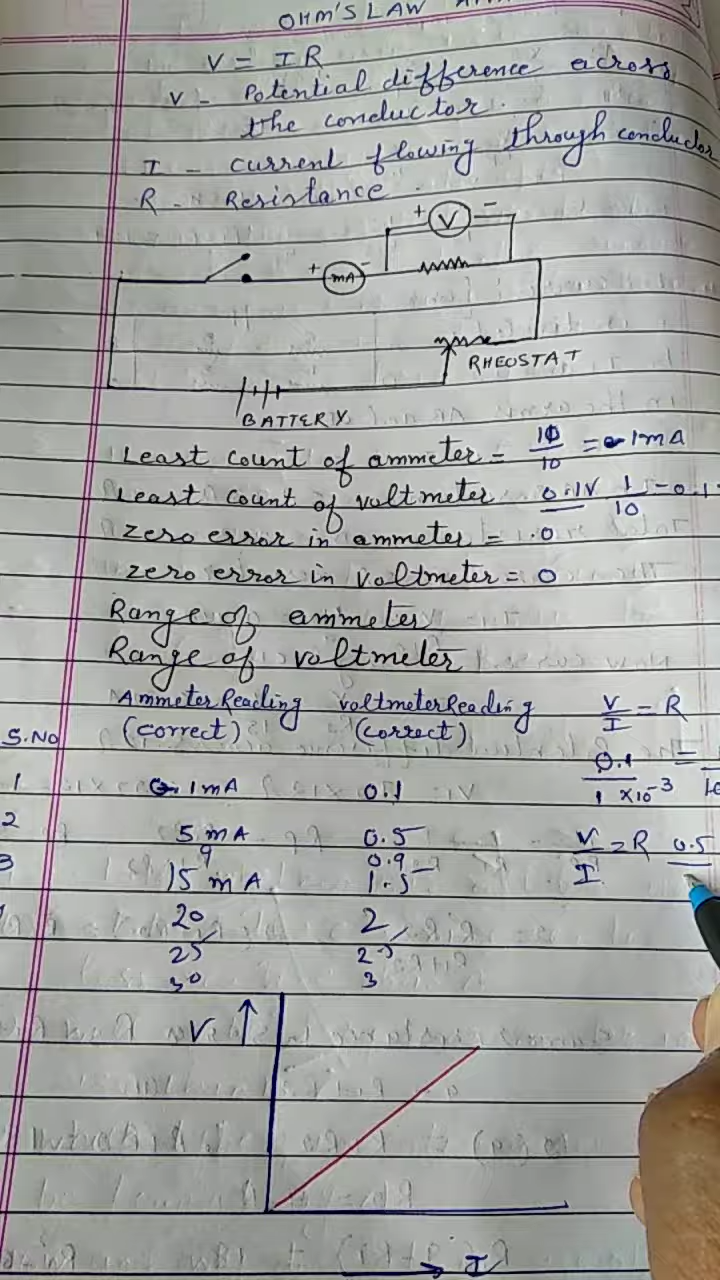 OHM'S LAW
V = IR
V - Potential difference across
the conductor.
I - current flowing through conductor
R - Resistance
+ V -
+ mA -
RHEOSTAT
BATTERY
Least count of ammeter = 10/10 = 1mA
Least count of voltmeter 0.1V 1/10 = 0.1
Zero error in ammeter = 0
Zero error in voltmeter = 0
Range of ammeter
Range of voltmeter
Ammeter Reading voltmeter Reading V/I = R
S.No (correct) (correct)
1 1mA 0.1 0.1/1 ×10-3 =
2 5 mA 0.5 V/I = R 0.5
9 0.9
3 15 mA 1.5
20 2
25 2.5
30 3
V
I